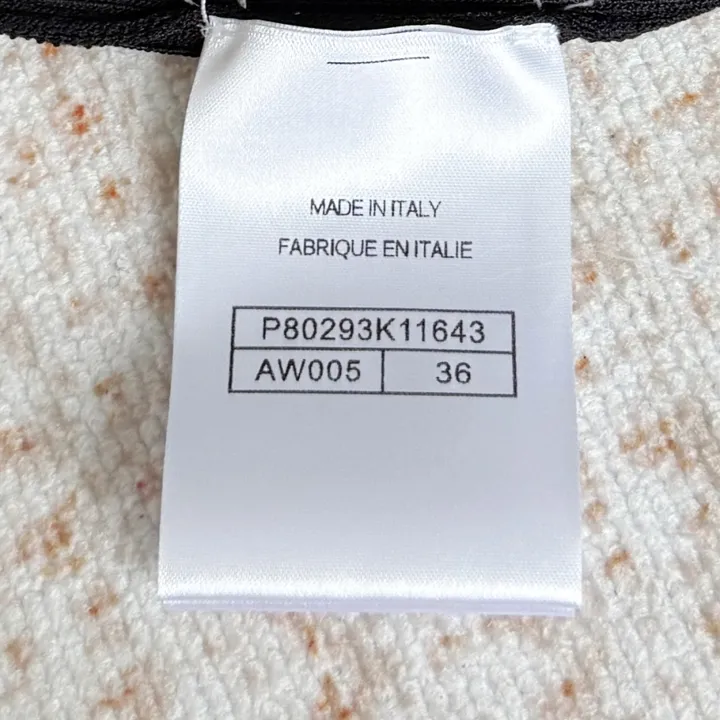 MADE IN ITALY
FABRIQUE EN ITALIE
P80293K11643
AW005 36